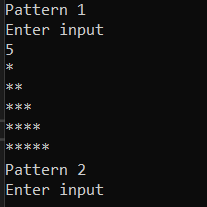 Pattern 1
Enter input
5
*
**
***
****
*****
Pattern 2
Enter input